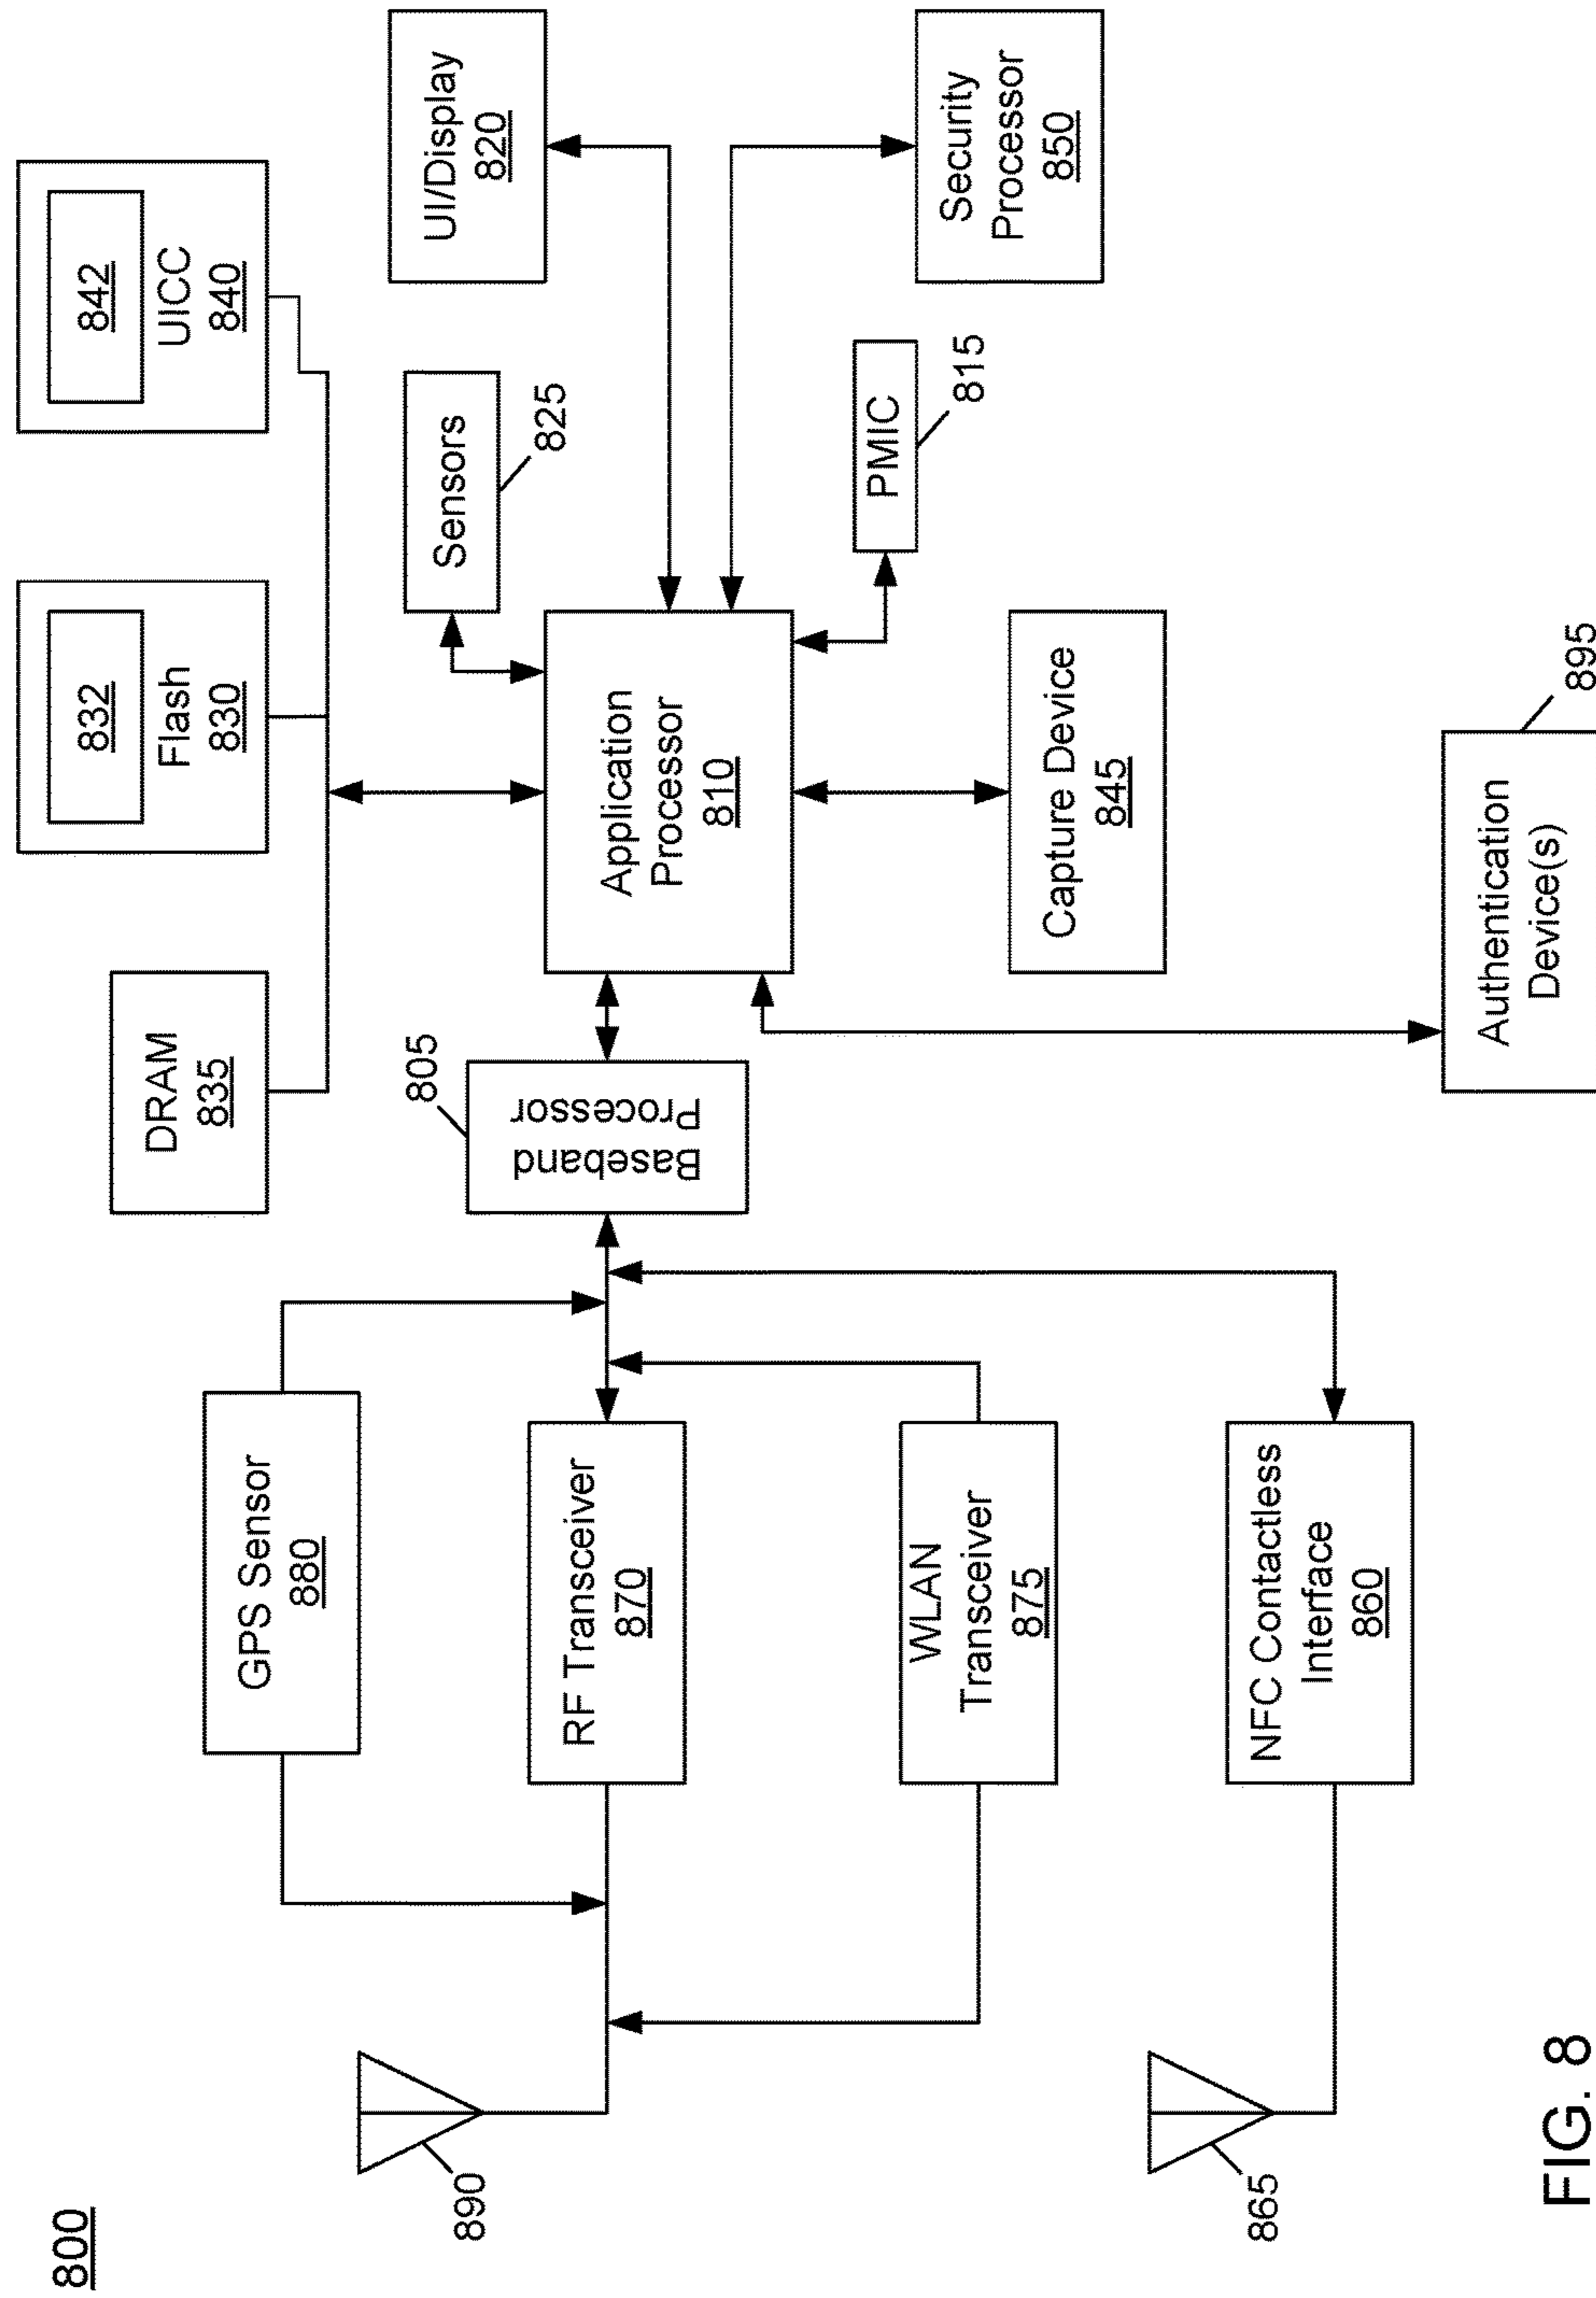 800
DRAM
835
832
Flash
830
842
UICC
840
GPS Sensor
880
Sensors
825
UI/Display
820
890
RF Transceiver
870
805
Baseband
Processor
Application
Processor
810
WLAN
Transceiver
875
PMIC
815
Security
Processor
850
Capture Device
845
865
NFC Contactless
Interface
860
Authentication
Device(s)
895
FIG. 8